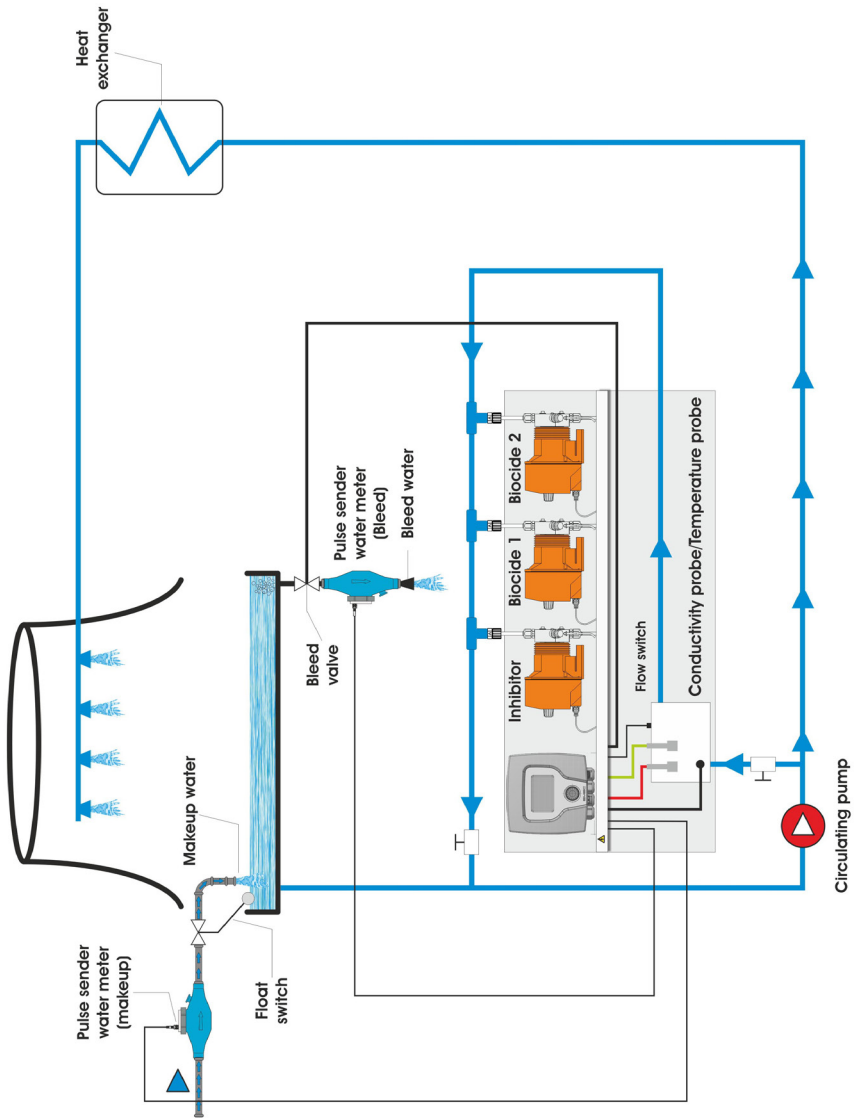 Heat
exchanger
Pulse sender
water meter
(makeup)
Makeup water
Float
switch
Bleed
valve
Pulse sender
water meter
(Bleed)
Bleed water
Inhibitor
Biocide 1
Biocide 2
Flow switch
Conductivity probe/Temperature probe
Circulating pump